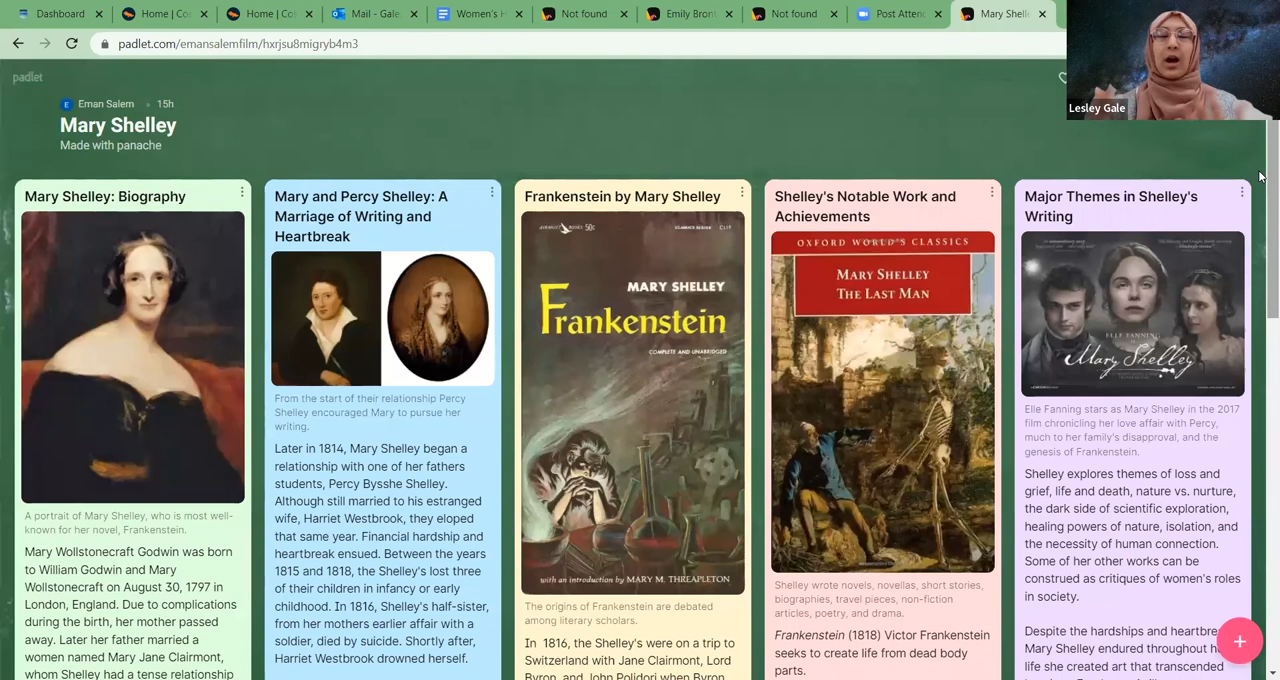 Dashboard
Home | Cos
Home | Cos
Mail - Gale,
Women's H
Not found
Emily Bront
Not found
Post Attend
Mary Shell
padlet.com/emansalemfilm/hxrjsu8migryb4m3
Lesley Gale
padlet
E Eman Salem • 15h
Mary Shelley
Made with panache
Mary Shelley: Biography
A portrait of Mary Shelley, who is most well-
known for her novel, Frankenstein.
Mary Wollstonecraft Godwin was born
to William Godwin and Mary
Wollstonecraft on August 30, 1797 in
London, England. Due to complications
during the birth, her mother passed
away. Later her father married a
women named Mary Jane Clairmont,
whom Shelley had a tense relationship
Mary and Percy Shelley: A
Marriage of Writing and
Heartbreak
From the start of their relationship Percy
Shelley encouraged Mary to pursue her
writing.
Later in 1814, Mary Shelley began a
relationship with one of her fathers
students, Percy Bysshe Shelley.
Although still married to his estranged
wife, Harriet Westbrook, they eloped
that same year. Financial hardship and
heartbreak ensued. Between the years
1815 and 1818, the Shelley's lost three
of their children in infancy or early
childhood. In 1816, Shelley's half-sister,
from her mothers earlier affair with a
soldier, died by suicide. Shortly after,
Harriet Westbrook drowned herself.
Frankenstein by Mary Shelley
50c
MARY SHELLEY
Frankenstein
COMPLETE AND UNABRIDGED
with an introduction by MARY M. THREAPLETON
The origins of Frankenstein are debated
among literary scholars.
In 1816, the Shelley's were on a trip to
Switzerland with Jane Clairmont, Lord
Byron, and John Polidori when Byron
Shelley's Notable Work and
Achievements
OXFORD WORLD'S CLASSICS
MARY SHELLEY
THE LAST MAN
Shelley wrote novels, novellas, short stories,
biographies, travel pieces, non-fiction
articles, poetry, and drama.
Frankenstein (1818) Victor Frankenstein
seeks to create life from dead body
parts.
Major Themes in Shelley's
Writing
ELLE FANNING
Mary Shelley
Elle Fanning stars as Mary Shelley in the 2017
film chronicling her love affair with Percy,
much to her family's disapproval, and the
genesis of Frankenstein.
Shelley explores themes of loss and
grief, life and death, nature vs. nurture,
the dark side of scientific exploration,
healing powers of nature, isolation, and
the necessity of human connection.
Some of her other works can be
construed as critiques of women's roles
in society.
Despite the hardships and heartbre
Mary Shelley endured throughout h
life she created art that transcended